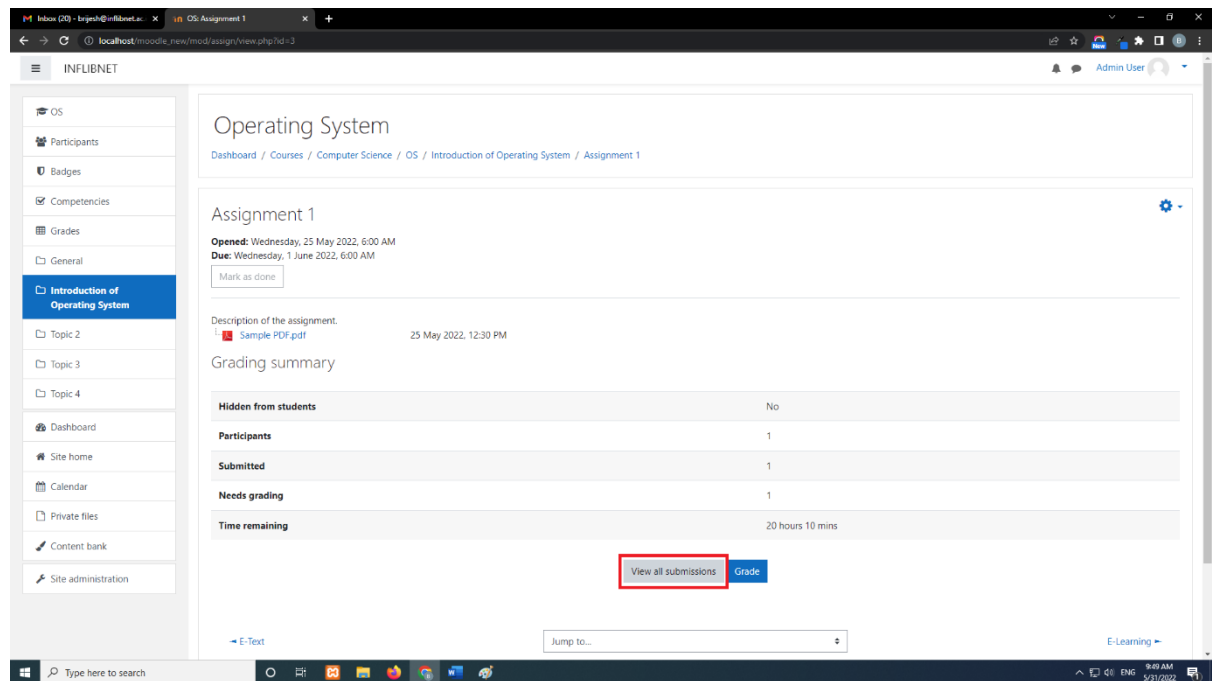 Inbox (20) - brijesh@inflibnet.ac.
OS: Assignment 1
localhost/moodle_new/mod/assign/view.php?id=3
New
B
INFLIBNET
Admin User
OS
Participants
Badges
Competencies
Grades
General
Introduction of
Operating System
Topic 2
Topic 3
Topic 4
Dashboard
Site home
Calendar
Private files
Content bank
Site administration
Operating System
Dashboard / Courses / Computer Science / OS / Introduction of Operating System / Assignment 1
Assignment 1
Opened: Wednesday, 25 May 2022, 6:00 AM
Due: Wednesday, 1 June 2022, 6:00 AM
Mark as done
Description of the assignment.
Sample PDF.pdf 25 May 2022, 12:30 PM
Grading summary
Hidden from students No
Participants 1
Submitted 1
Needs grading 1
Time remaining 20 hours 10 mins
View all submissions Grade
◄ E-Text Jump to... E-Learning ►
Type here to search
ENG
9:49 AM
5/31/2022